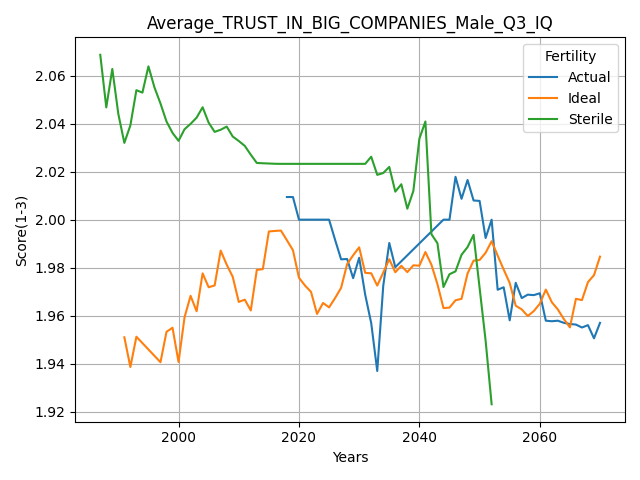 Average_TRUST_IN_BIG_COMPANIES_Male_Q3_IQ
Fertility
Actual
Ideal
Sterile
Score(1-3)
2.06
2.04
2.02
2.00
1.98
1.96
1.94
1.92
2000
2020
2040
2060
Years